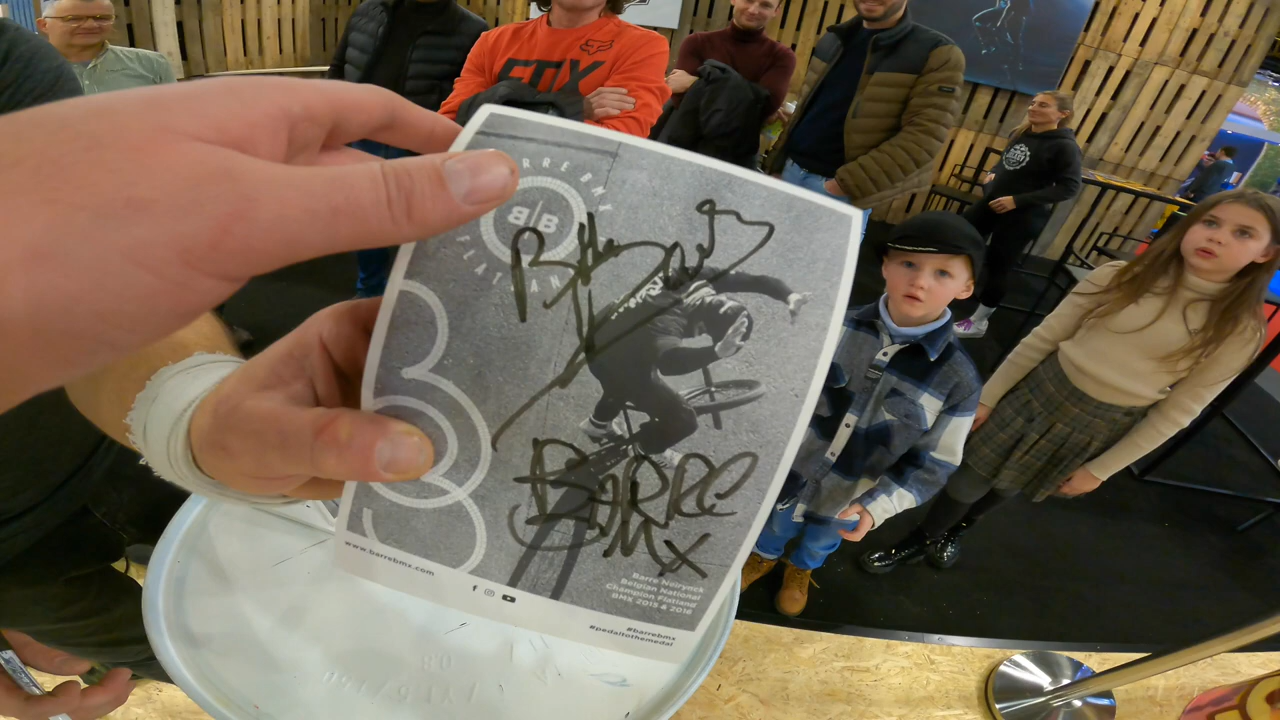 FOX
BARRE BMX
B|B
FLATLAND
BARRE
BMX
www.barrebmx.com
Barre Neirynck
Belgian National
Champion Flatland
BMX 2015 & 2016
#barrebmx
#pedaltothemedal